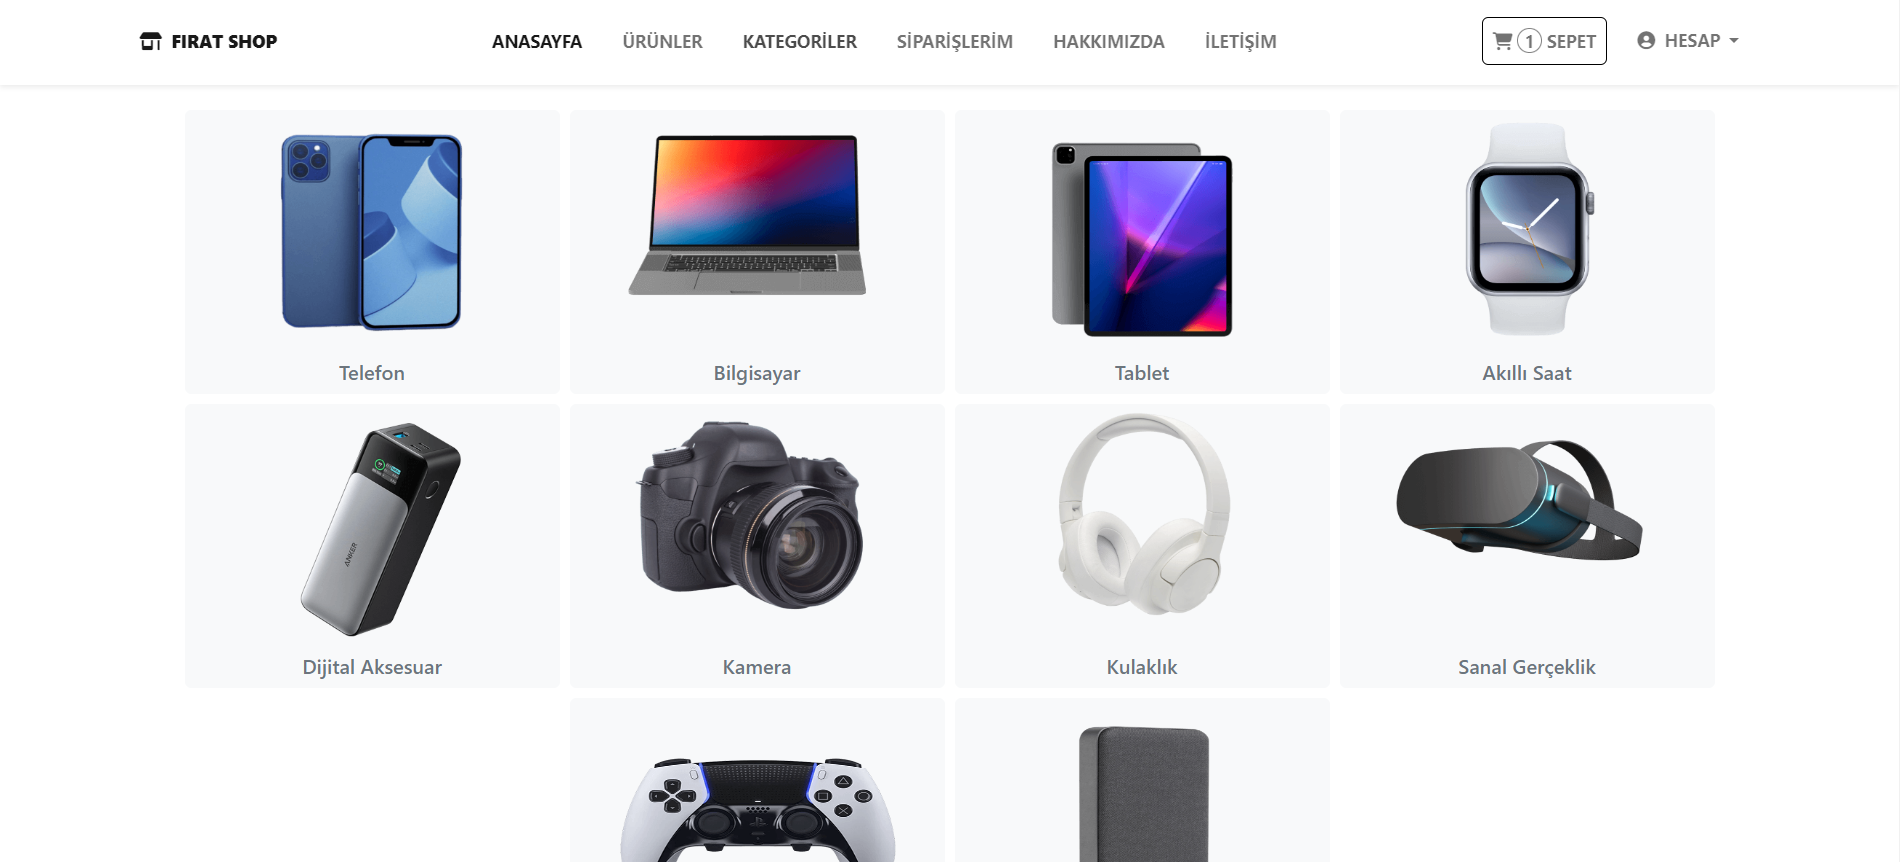 FIRAT SHOP
ANASAYFA ÜRÜNLER KATEGORİLER SİPARİŞLERİM HAKKIMIZDA İLETİŞİM
1 SEPET
HESAP
Telefon Bilgisayar Tablet Akıllı Saat
ANKER
Dijital Aksesuar Kamera Kulaklık Sanal Gerçeklik